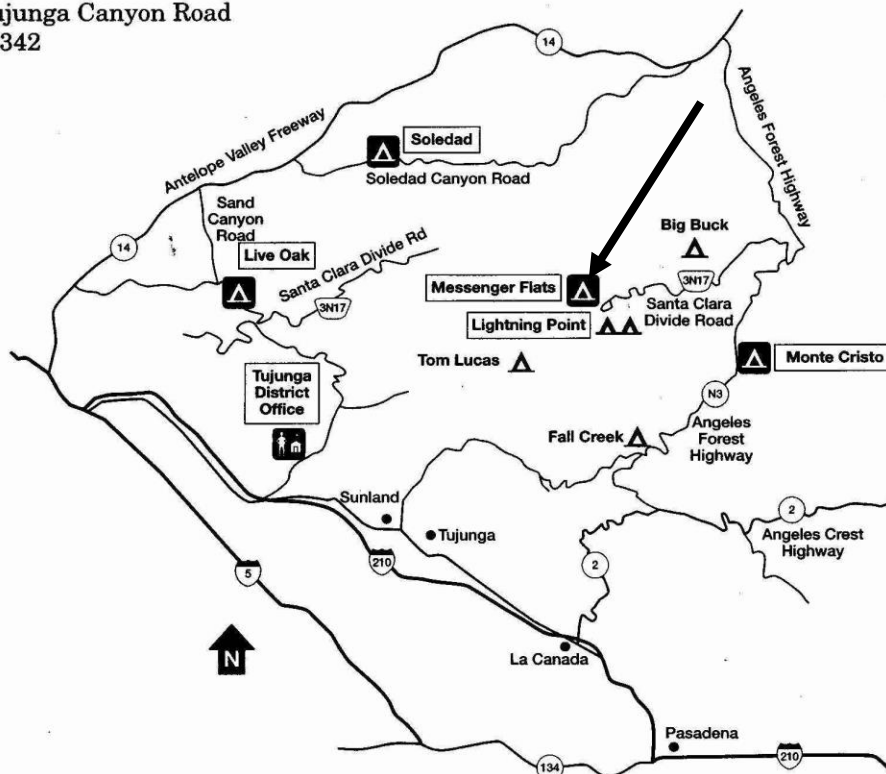 Tujunga Canyon Road
342
14
Angeles Forest Highway
Antelope Valley Freeway
Soledad
Soledad Canyon Road
Sand
Canyon
Road
14
Live Oak
Santa Clara Divide Rd
3N17
Big Buck
Messenger Flats
3N17
Santa Clara
Divide Road
Lightning Point
Tom Lucas
Monte Cristo
Tujunga
District
Office
N3
Angeles
Forest
Highway
Fall Creek
Sunland
Tujunga
2
Angeles Crest
Highway
210
2
5
N
La Canada
Pasadena
134
210